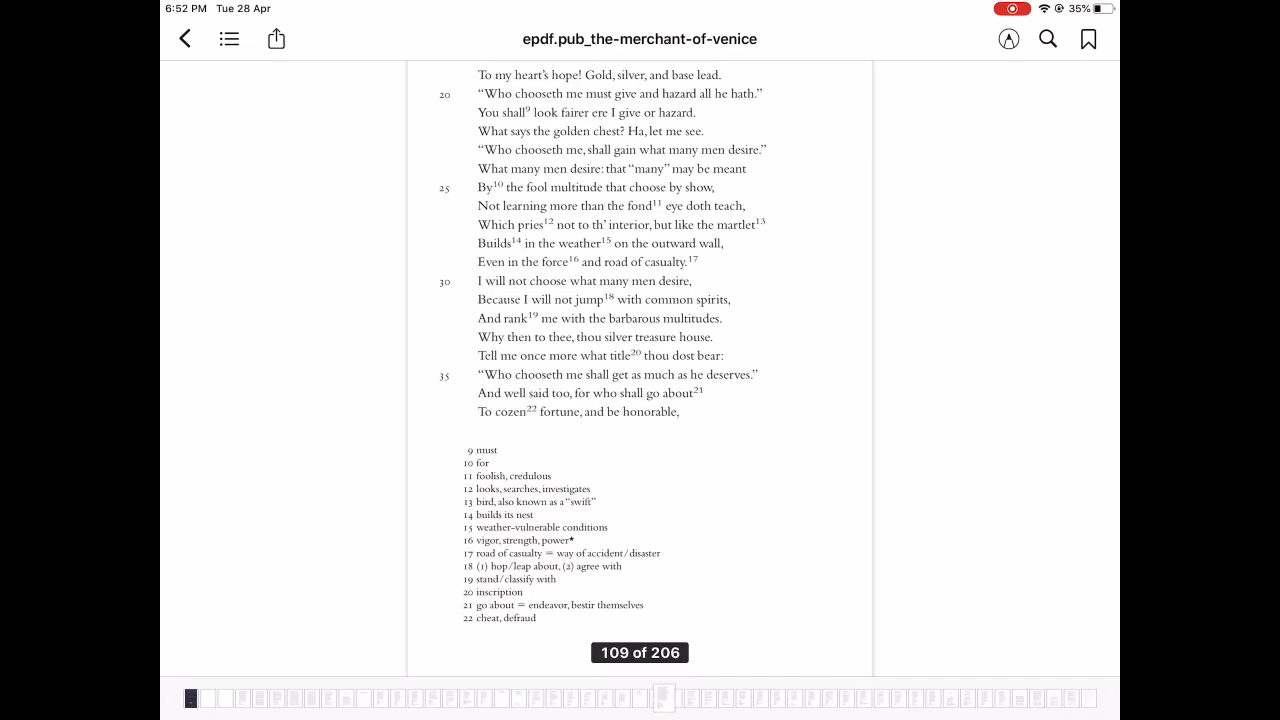 6:52 PM Tue 28 Apr
35%
epdf.pub_the-merchant-of-venice
To my heart’s hope! Gold, silver, and base lead.
20 “Who chooseth me must give and hazard all he hath.”
You shall⁹ look fairer ere I give or hazard.
What says the golden chest? Ha, let me see.
“Who chooseth me, shall gain what many men desire.”
What many men desire: that “many” may be meant
25 By¹⁰ the fool multitude that choose by show,
Not learning more than the fond¹¹ eye doth teach,
Which pries¹² not to th’ interior, but like the martlet¹³
Builds¹⁴ in the weather¹⁵ on the outward wall,
Even in the force¹⁶ and road of casualty.¹⁷
30 I will not choose what many men desire,
Because I will not jump¹⁸ with common spirits,
And rank¹⁹ me with the barbarous multitudes.
Why then to thee, thou silver treasure house.
Tell me once more what title²⁰ thou dost bear:
35 “Who chooseth me shall get as much as he deserves.”
And well said too, for who shall go about²¹
To cozen²² fortune, and be honorable,
9 must
10 for
11 foolish, credulous
12 looks, searches, investigates
13 bird, also known as a “swift”
14 builds its nest
15 weather-vulnerable conditions
16 vigor, strength, power★
17 road of casualty = way of accident/disaster
18 (1) hop/leap about, (2) agree with
19 stand/classify with
20 inscription
21 go about = endeavor, bestir themselves
22 cheat, defraud
109 of 206